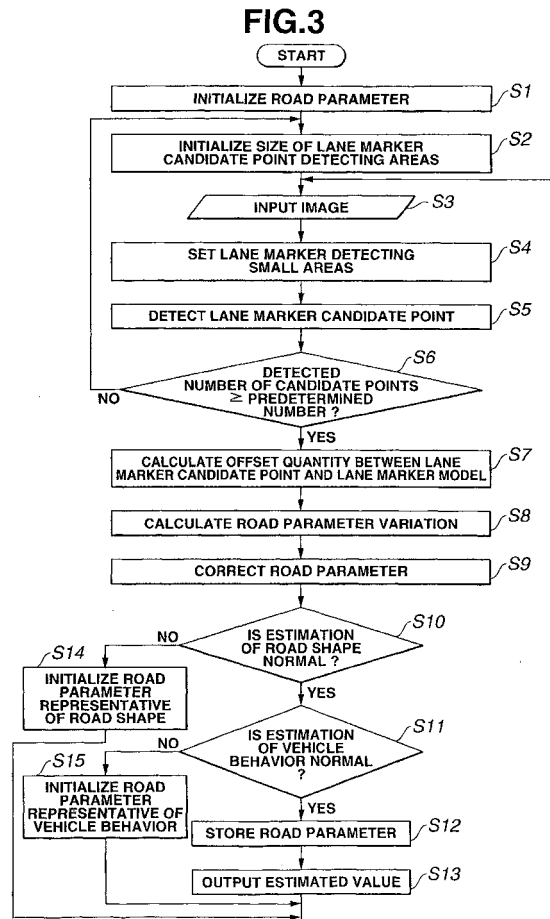 FIG.3
START
INITIALIZE ROAD PARAMETER
S1
INITIALIZE SIZE OF LANE MARKER
CANDIDATE POINT DETECTING AREAS
S2
INPUT IMAGE
S3
SET LANE MARKER DETECTING
SMALL AREAS
S4
DETECT LANE MARKER CANDIDATE POINT
S5
DETECTED
NUMBER OF CANDIDATE POINTS
≧ PREDETERMINED
NUMBER ?
S6
NO
YES
CALCULATE OFFSET QUANTITY BETWEEN LANE
MARKER CANDIDATE POINT AND LANE MARKER MODEL
S7
CALCULATE ROAD PARAMETER VARIATION
S8
CORRECT ROAD PARAMETER
S9
IS ESTIMATION
OF ROAD SHAPE
NORMAL ?
S10
NO
YES
S14
INITIALIZE ROAD
PARAMETER
REPRESENTATIVE
OF ROAD SHAPE
IS ESTIMATION
OF VEHICLE
BEHAVIOR NORMAL
?
S11
NO
YES
S15
INITIALIZE ROAD
PARAMETER
REPRESENTATIVE OF
VEHICLE BEHAVIOR
STORE ROAD PARAMETER
S12
OUTPUT ESTIMATED VALUE
S13